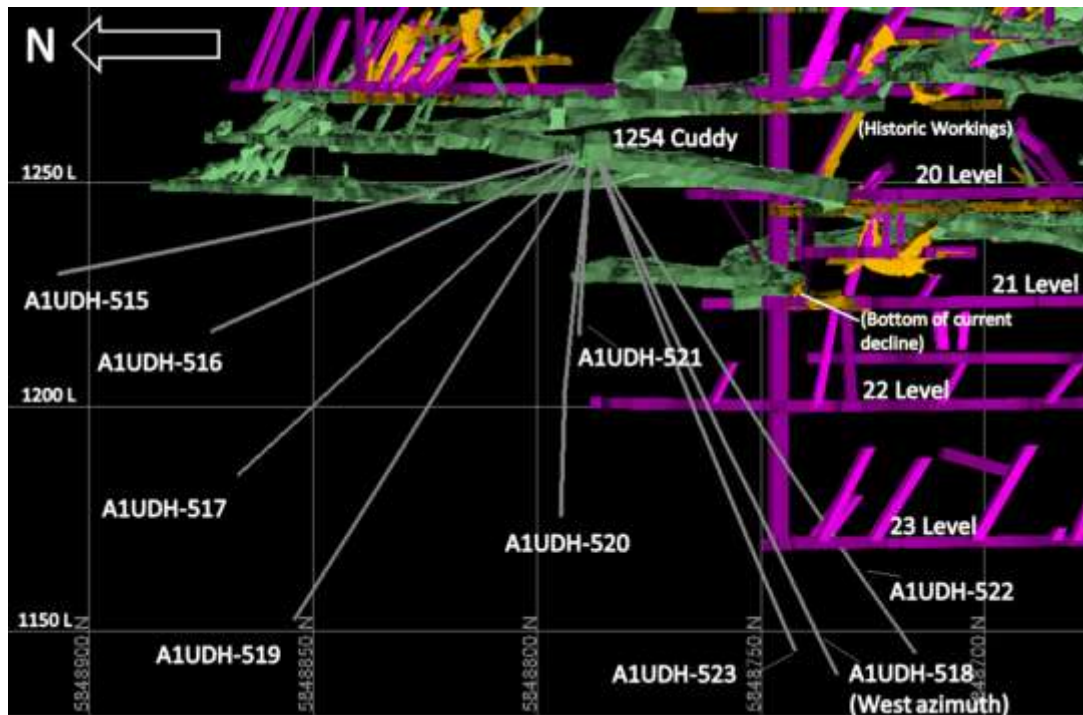 N
1254 Cuddy
(Historic Workings)
1250 L
20 Level
A1UDH-515
21 Level
(Bottom of current
decline)
A1UDH-516
A1UDH-521
22 Level
1200 L
A1UDH-517
23 Level
A1UDH-520
A1UDH-522
1150 L
A1UDH-519
A1UDH-523
A1UDH-518
(West azimuth)
5848900 N
5848850 N
5848800 N
5848750 N
5848700 N